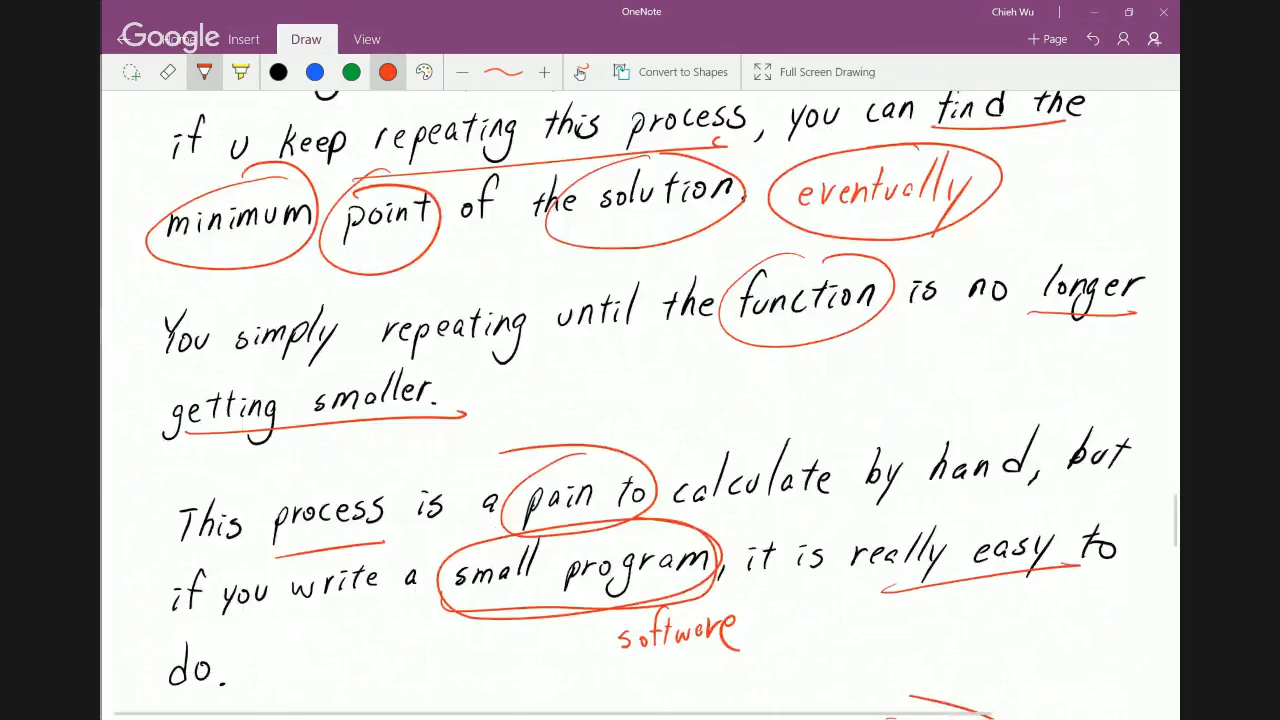 OneNote
Chieh Wu
Google
Home Insert Draw View
Page
Convert to Shapes
Full Screen Drawing
if u keep repeating this process, you can find the
minimum point of the solution. eventually
You simply repeating until the function is no longer
getting smaller.
This process is a pain to calculate by hand, but
if you write a small program, it is really easy to
software
do.